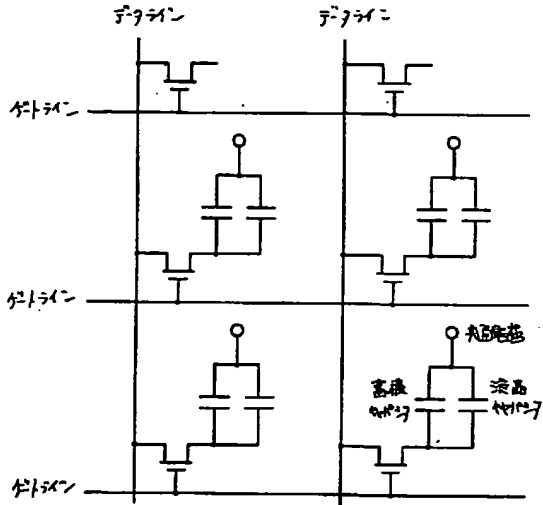 データライン
データライン
ゲートライン
ゲートライン
共通電極
蓄積
キャパシタ
液晶
キャパシタ
ゲートライン